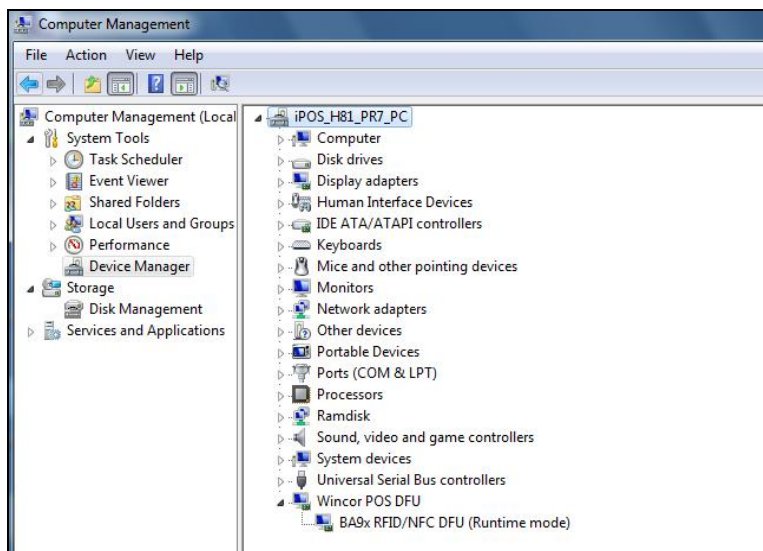 Computer Management
File Action View Help
Computer Management (Local
System Tools
Task Scheduler
Event Viewer
Shared Folders
Local Users and Groups
Performance
Device Manager
Storage
Disk Management
Services and Applications
iPOS_H81_PR7_PC
Computer
Disk drives
Display adapters
Human Interface Devices
IDE ATA/ATAPI controllers
Keyboards
Mice and other pointing devices
Monitors
Network adapters
Other devices
Portable Devices
Ports (COM & LPT)
Processors
Ramdisk
Sound, video and game controllers
System devices
Universal Serial Bus controllers
Wincor POS DFU
BA9x RFID/NFC DFU (Runtime mode)